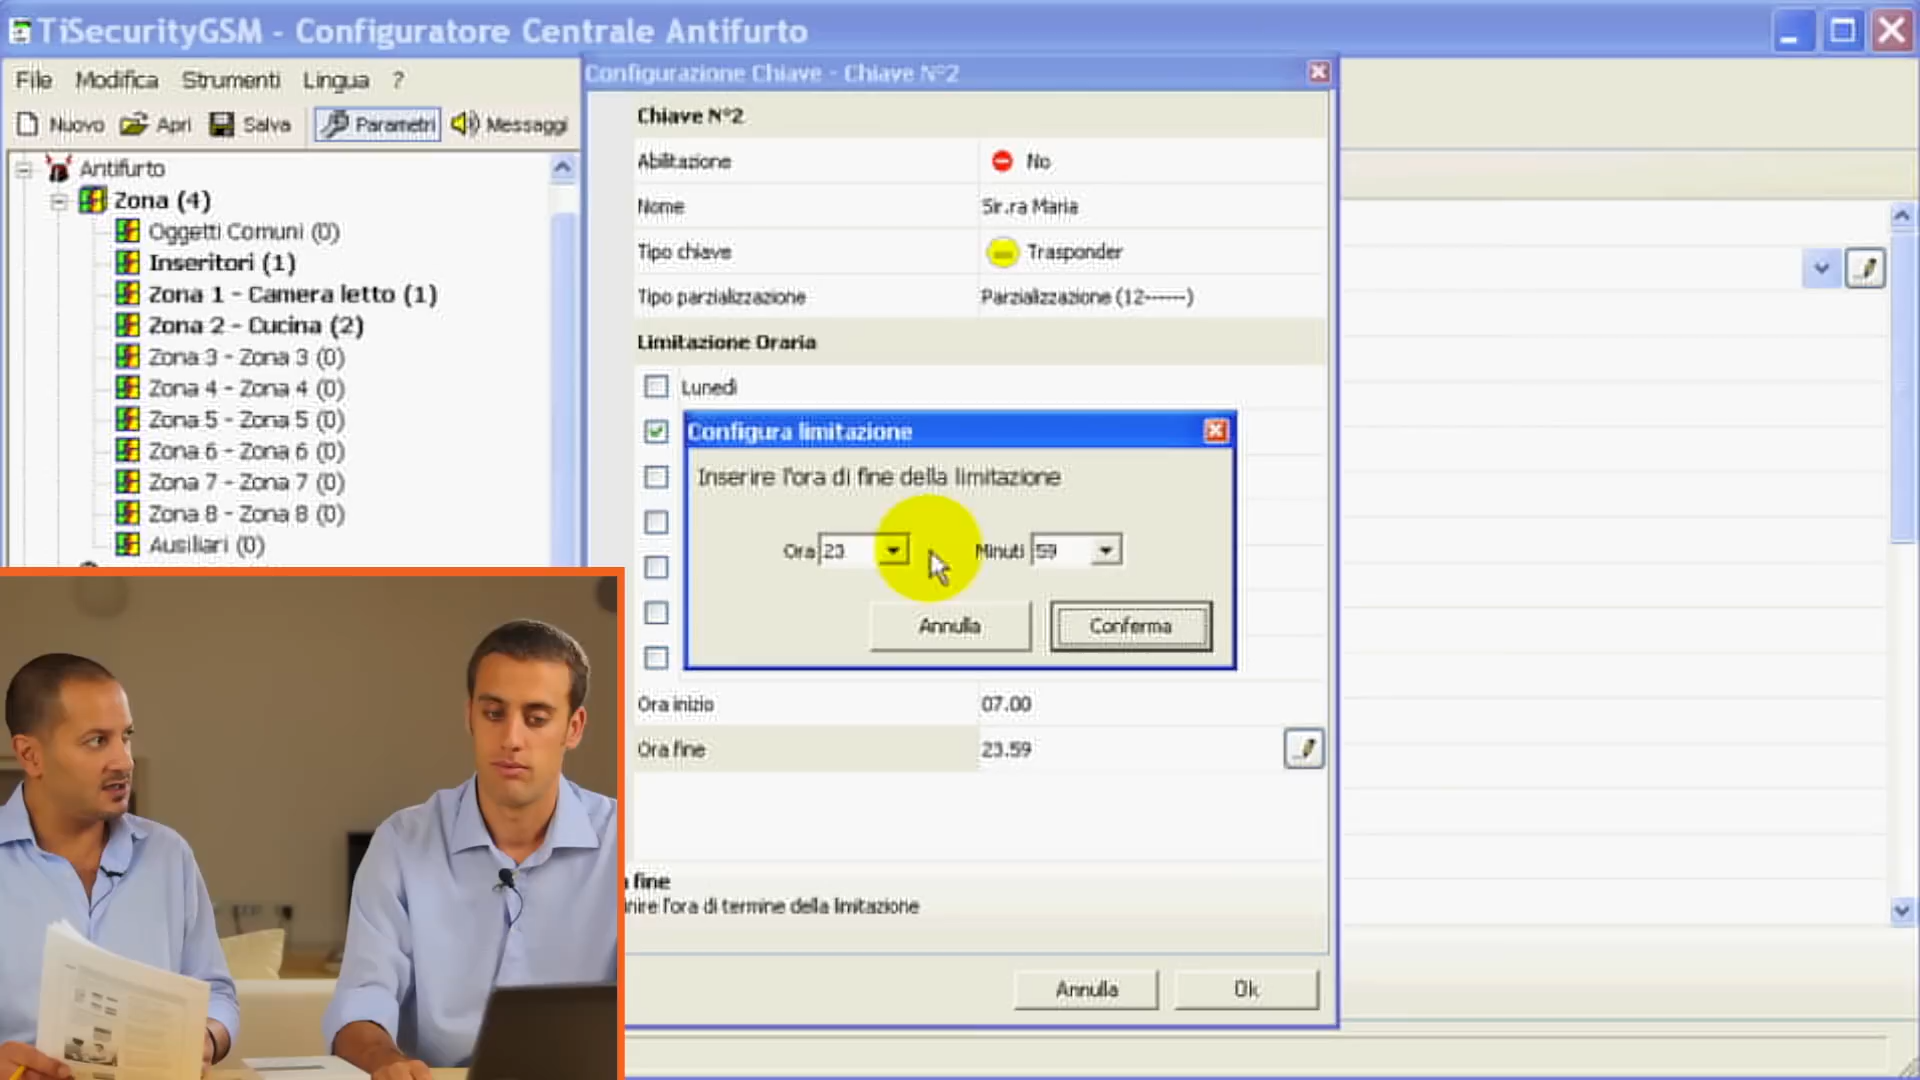 TiSecurityGSM - Configuratore Centrale Antifurto
File Modifica Strumenti Lingua ?
Nuovo Apri Salva Parametri Messaggi
Antifurto
Zona (4)
Oggetti Comuni (0)
Inseritori (1)
Zona 1 - Camera letto (1)
Zona 2 - Cucina (2)
Zona 3 - Zona 3 (0)
Zona 4 - Zona 4 (0)
Zona 5 - Zona 5 (0)
Zona 6 - Zona 6 (0)
Zona 7 - Zona 7 (0)
Zona 8 - Zona 8 (0)
Ausiliari (0)
Configurazione Chiave - Chiave N°2
Chiave N°2
Abilitazione No
Nome Sir.ra Maria
Tipo chiave Trasponder
Tipo parzializzazione Parzializzazione (12------)
Limitazione Oraria
Lunedì
Configura limitazione
Inserire l'ora di fine della limitazione
Ora 23 Minuti 59
Annulla Conferma
Ora inizio 07.00
Ora fine 23.59
fine
l'ora di termine della limitazione
Annulla Ok